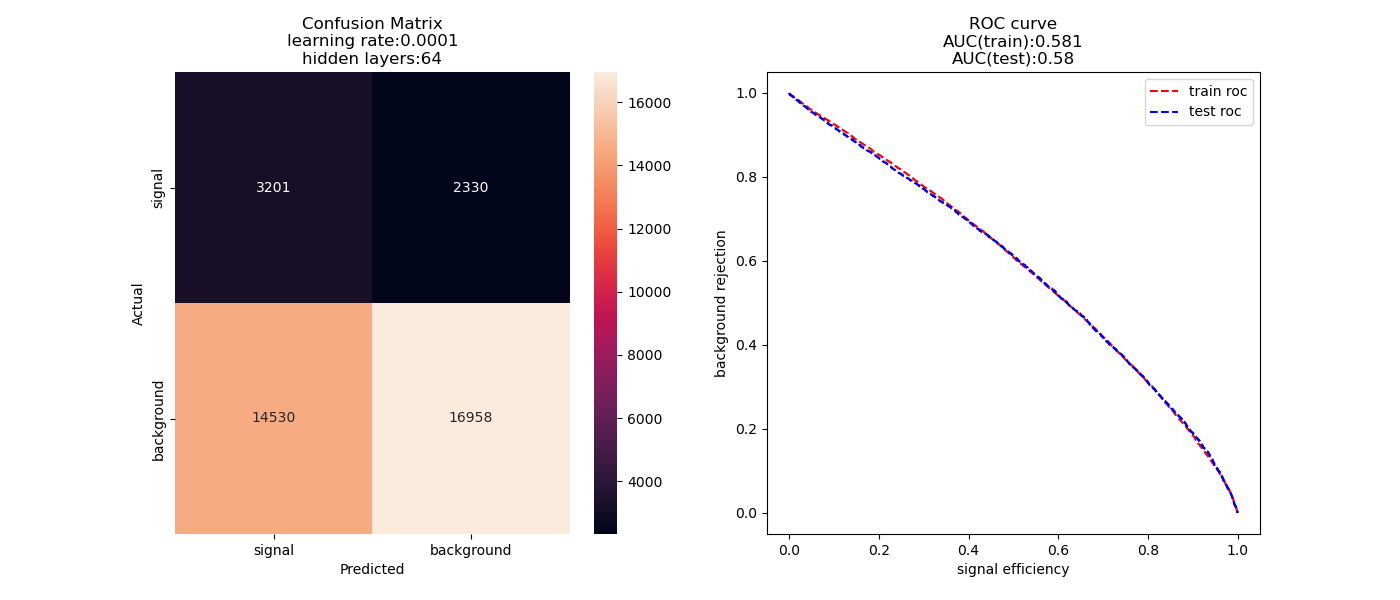 Confusion Matrix
learning rate:0.0001
hidden layers:64
signal
background
Actual
3201
2330
14530
16958
signal
background
Predicted
16000
14000
12000
10000
8000
6000
4000
ROC curve
AUC(train):0.581
AUC(test):0.58
train roc
test roc
background rejection
1.0
0.8
0.6
0.4
0.2
0.0
0.0
0.2
0.4
0.6
0.8
1.0
signal efficiency